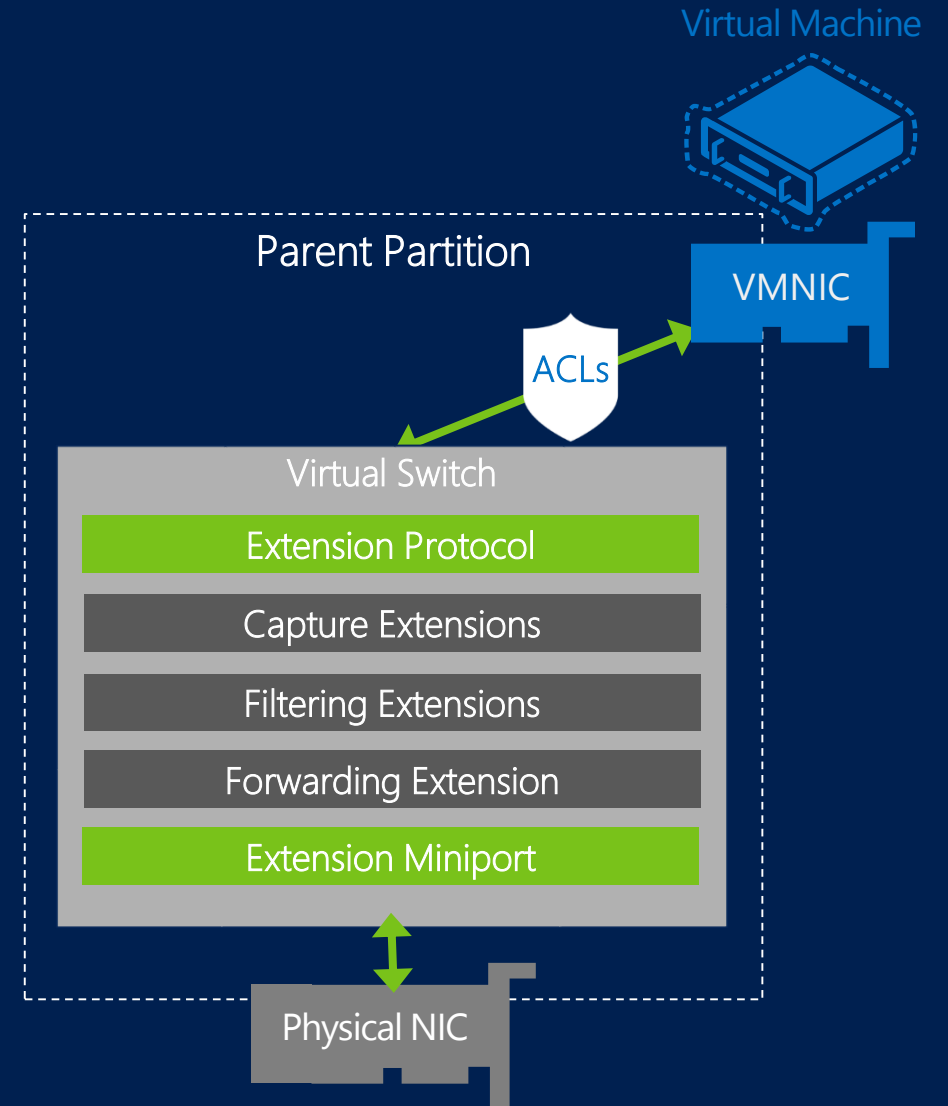 Virtual Machine
Parent Partition
VMNIC
ACLs
Virtual Switch
Extension Protocol
Capture Extensions
Filtering Extensions
Forwarding Extension
Extension Miniport
Physical NIC